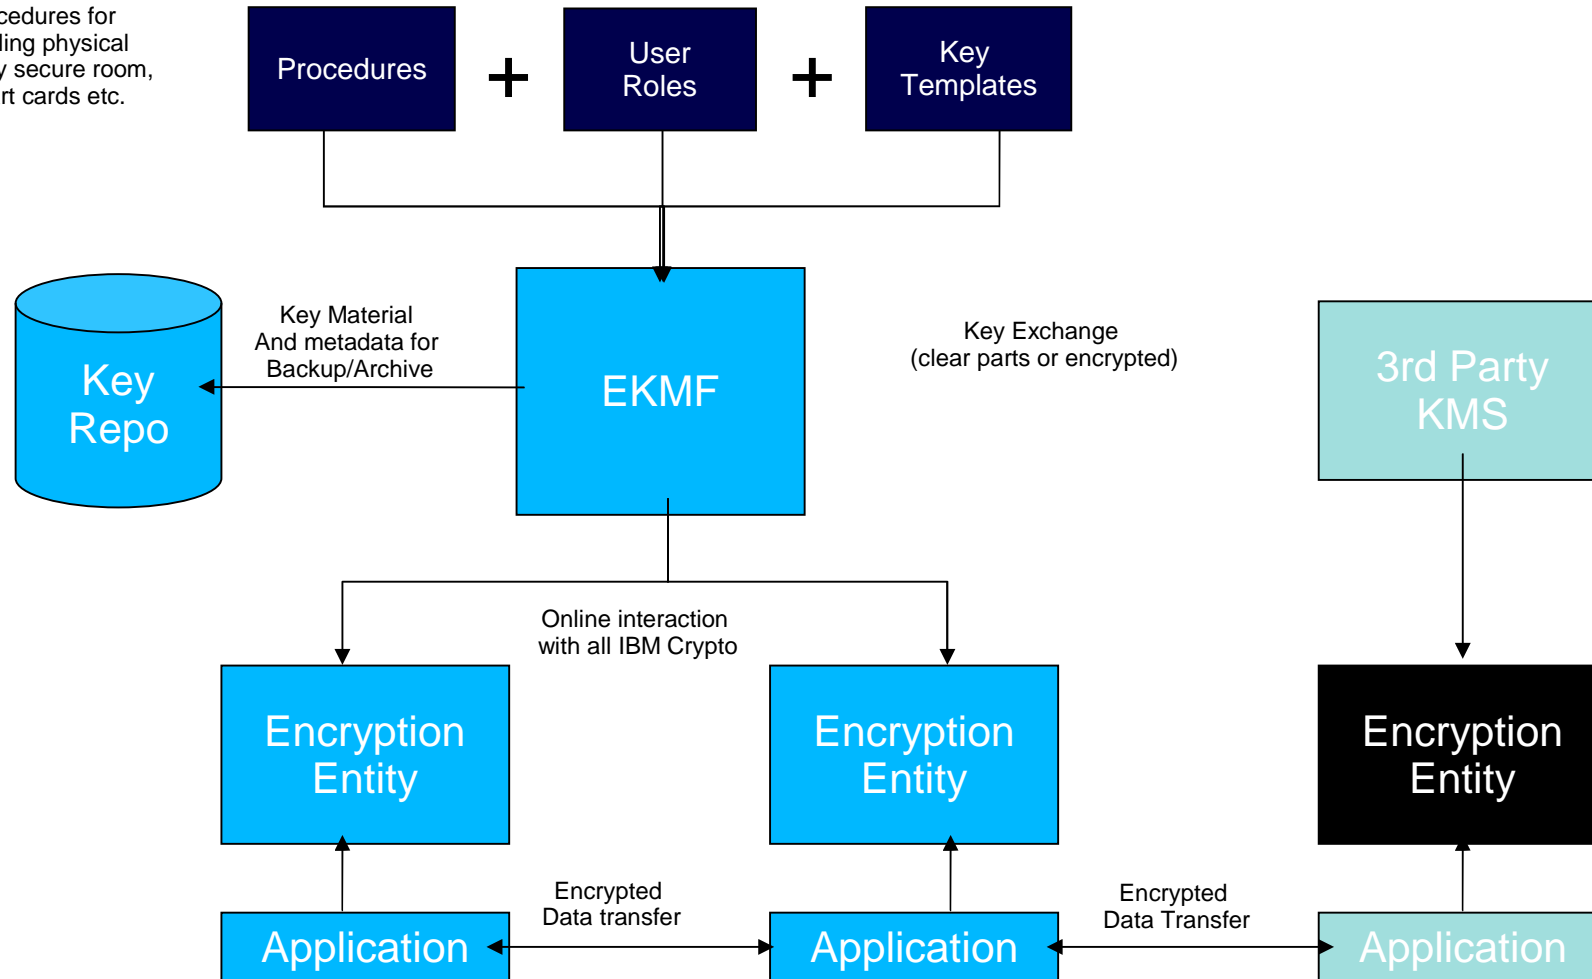 cedures for
ling physical
y secure room,
rt cards etc.
Procedures
+
User
Roles
+
Key
Templates
Key
Repo
Key Material
And metadata for
Backup/Archive
EKMF
Key Exchange
(clear parts or encrypted)
3rd Party
KMS
Online interaction
with all IBM Crypto
Encryption
Entity
Encryption
Entity
Encryption
Entity
Encrypted
Data transfer
Encrypted
Data Transfer
Application
Application
Application